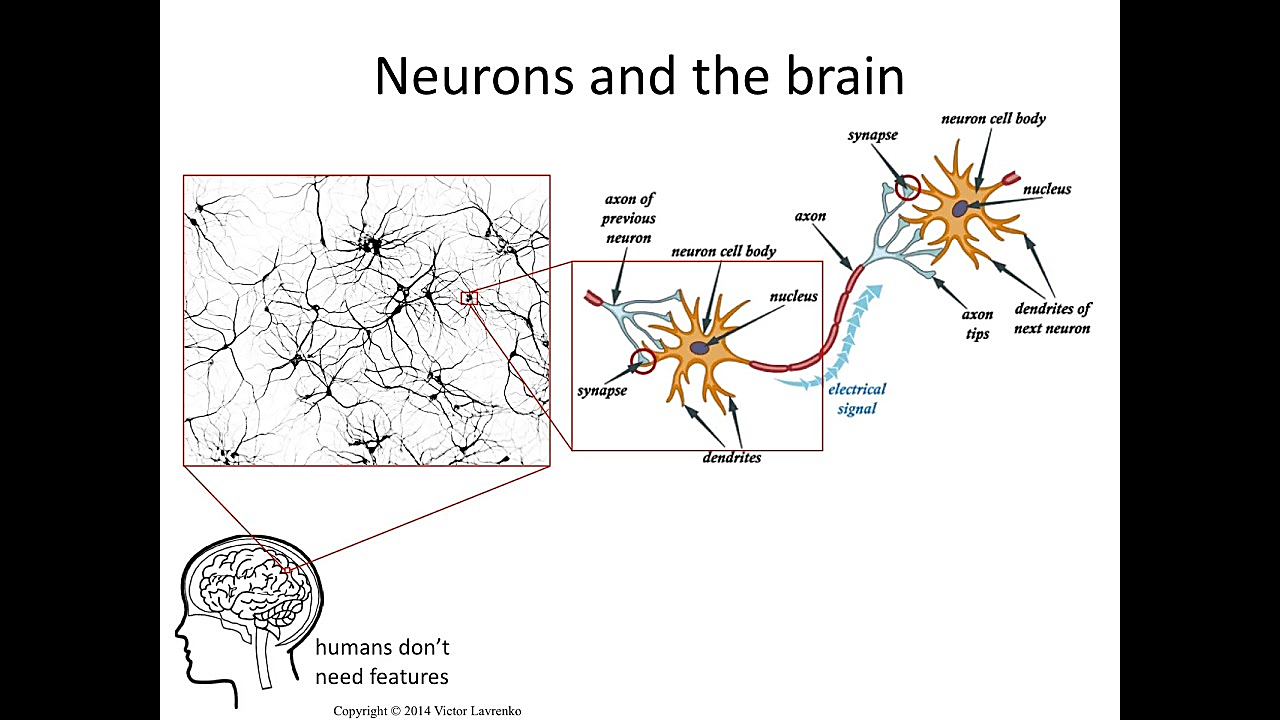 Neurons and the brain
neuron cell body
synapse
nucleus
axon of
previous
neuron
axon
neuron cell body
nucleus
axon
tips
dendrites of
next neuron
synapse
electrical
signal
dendrites
humans don't
need features
Copyright © 2014 Victor Lavrenko